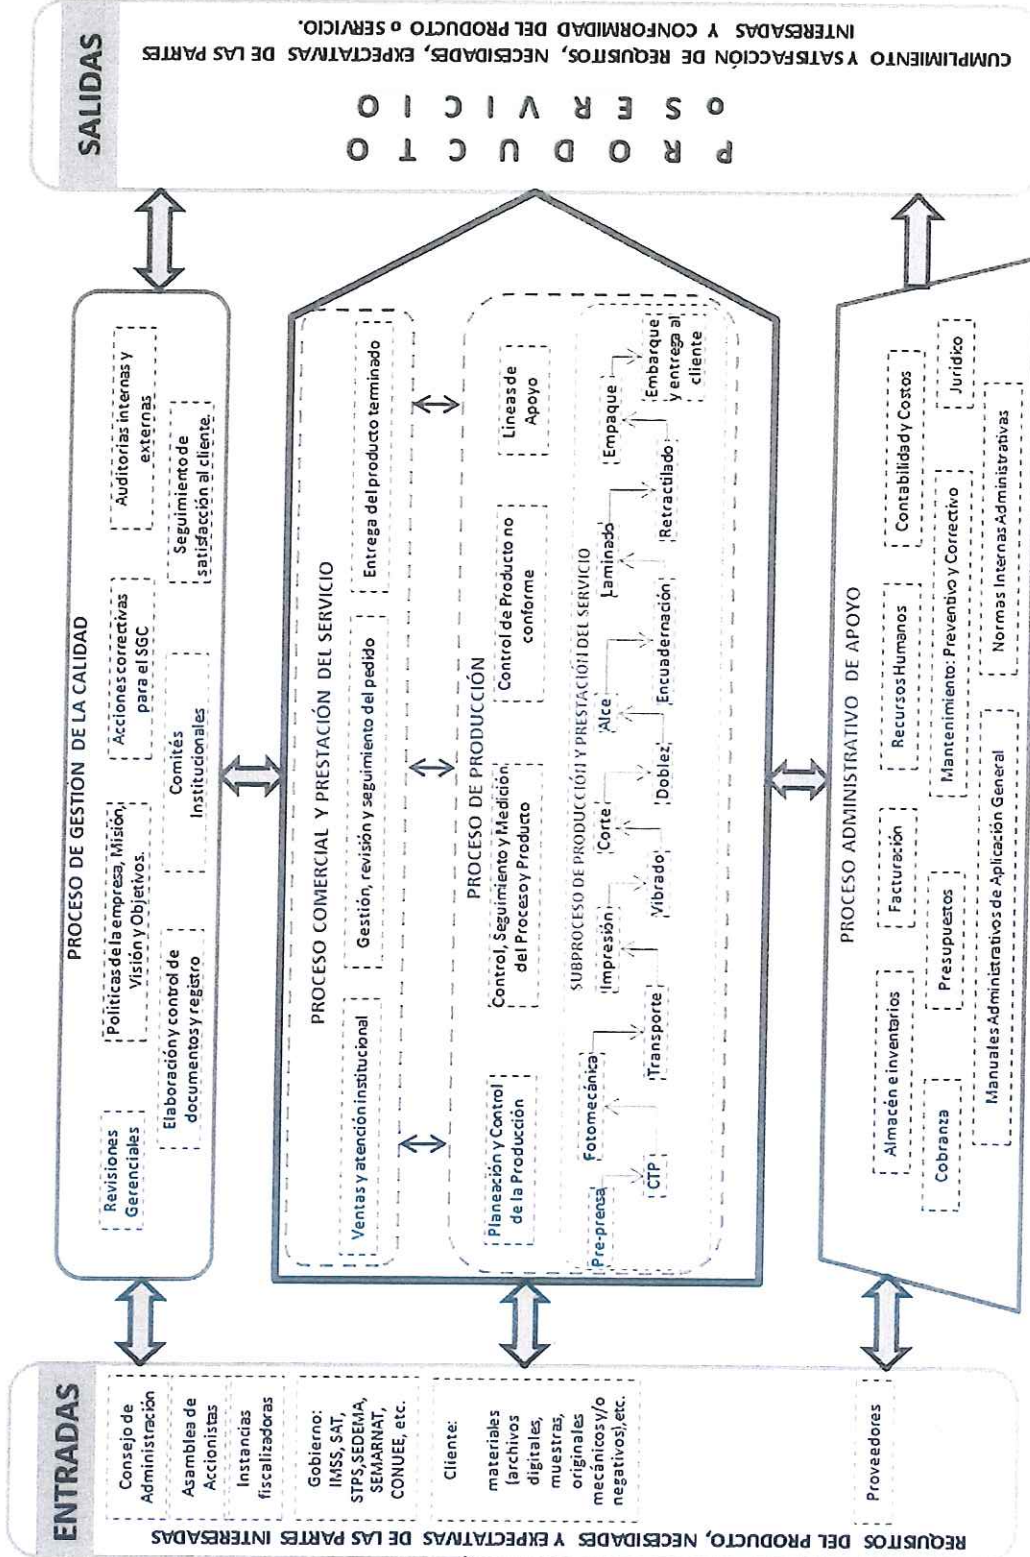 ENTRADAS
REQUISITOS DEL PRODUCTO, NECESIDADES Y EXPECTATIVAS DE LAS PARTES INTERESADAS
Consejo de
Administración
Asamblea de
Accionistas
Instancias
fiscalizadoras
Gobierno:
IMSS, SAT,
STPS,SEDEMA,
SEMARNAT,
CONUEE, etc.
Cliente:
materiales
(archivos
digitales,
muestras,
originales
mecánicos y/o
negativos),etc.
Proveedores
PROCESO DE GESTIÓN DE LA CALIDAD
Revisiones
Gerenciales
Políticas de la empresa, Misión,
Visión y Objetivos.
Acciones correctivas
para el SGC
Auditorias internas y
externas
Elaboración y control de
documentos y registro
Comités
Institucionales
Seguimiento de
satisfacción al cliente.
PROCESO COMERCIAL Y PRESTACIÓN DEL SERVICIO
Ventas y atención institucional
Gestión, revisión y seguimiento del pedido
Entrega del producto terminado
PROCESO DE PRODUCCIÓN
Planeación y Control
de la Producción
Control, Seguimiento y Medición
del Proceso y Producto
Control de Producto no
conforme
Líneas de
Apoyo
SUBPROCESO DE PRODUCCIÓN Y PRESTACIÓN DEL SERVICIO
Pre-prensa
CTP
Fotomecánica
Transporte
Impresión
Vibrado
Corte
Doblez
Alce
Encuadernación
Laminado
Retractilado
Empaque
Embarque
y entrega al
cliente
PROCESO ADMINISTRATIVO DE APOYO
Almacén e inventarios
Facturación
Recursos Humanos
Contabilidad y Costos
Cobranza
Presupuestos
Mantenimiento: Preventivo y Correctivo
Jurídico
Manuales Administrativos de Aplicación General
Normas Internas Administrativas
SALIDAS
PRODUCTO
o SERVICIO
CUMPLIMIENTO Y SATISFACCIÓN DE REQUISITOS, NECESIDADES, EXPECTATIVAS DE LAS PARTES
INTERESADAS Y CONFORMIDAD DEL PRODUCTO o SERVICIO.